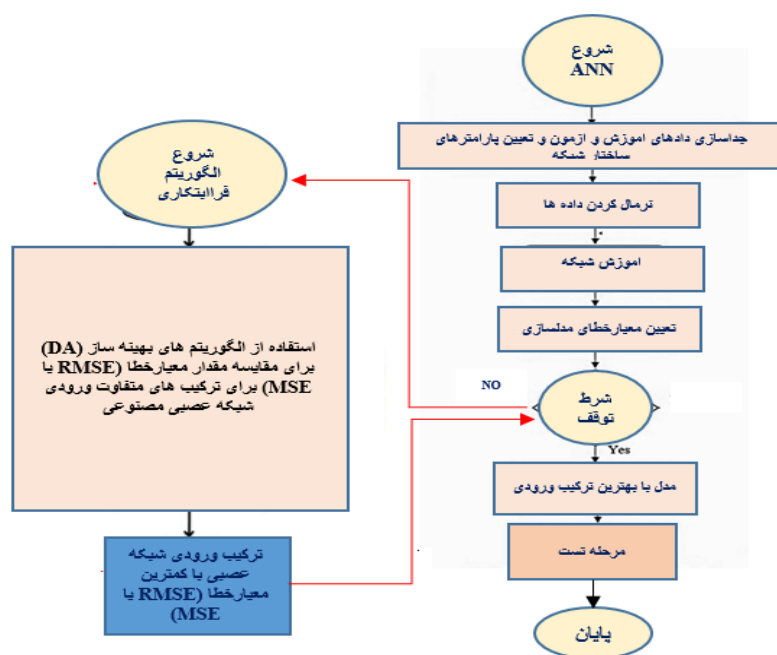 شروع
ANN
جداسازی دادهای اموزش و ازمون و تعیین پارامترهای
ساختار شبکه
نرمال کردن داده ها
اموزش شبکه
تعیین معیارخطای مدلسازی
شرط
توقف
NO
Yes
مدل با بهترین ترکیب ورودی
مرحله تست
پایان
شروع
الگوریتم
فراابتکاری
استفاده از الگوریتم های بهینه ساز (DA)
برای مقایسه مقدار معیارخطا (RMSE یا
MSE) برای ترکیب های متفاوت ورودی
شبکه عصبی مصنوعی
ترکیب ورودی شبکه
عصبی با کمترین
معیارخطا (RMSE یا
MSE)